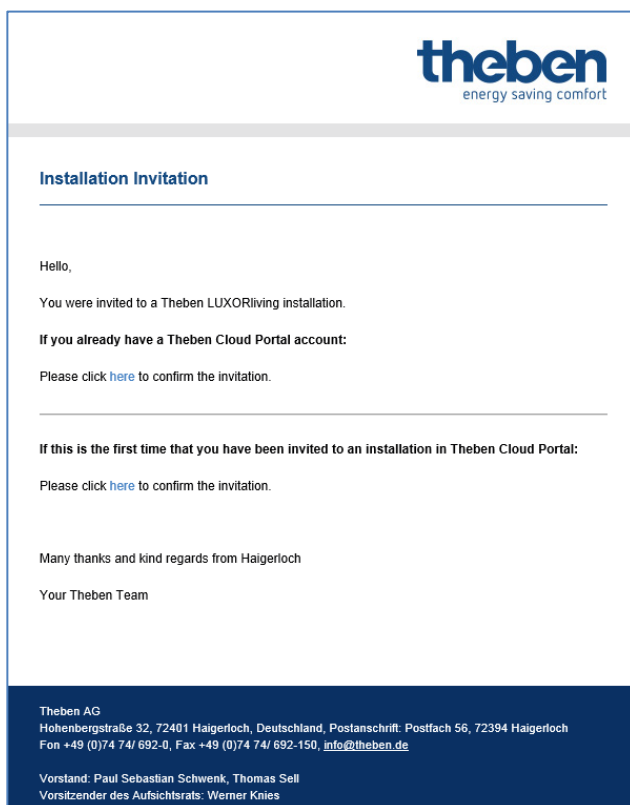 theben
energy saving comfort
Installation Invitation
Hello,
You were invited to a Theben LUXORliving installation.
If you already have a Theben Cloud Portal account:
Please click here to confirm the invitation.
If this is the first time that you have been invited to an installation in Theben Cloud Portal:
Please click here to confirm the invitation.
Many thanks and kind regards from Haigerloch
Your Theben Team
Theben AG
Hohenbergstraße 32, 72401 Haigerloch, Deutschland, Postanschrift: Postfach 56, 72394 Haigerloch
Fon +49 (0)74 74/ 692-0, Fax +49 (0)74 74/ 692-150, info@theben.de
Vorstand: Paul Sebastian Schwenk, Thomas Sell
Vorsitzender des Aufsichtsrats: Werner Knies